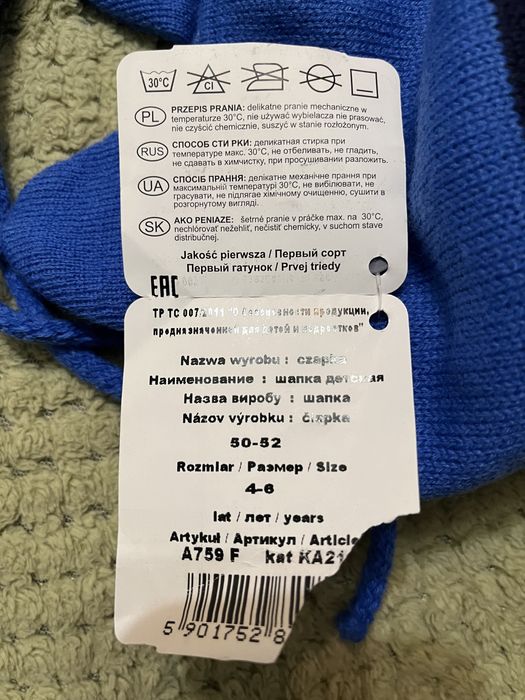 30°C CL
PL PRZEPIS PRANIA: delikatne pranie mechaniczne w
temperaturze 30°C, nie używać wybielacza nie prasować,
nie czyścić chemicznie, suszyć w stanie rozłożonym.
RUS СПОСОБ СТИ РКИ: деликатная стирка при
температуре макс. 30°C, не отбеливать, не гладить,
не сдавать в химчистку, при просушивании разложить.
UA СПОСІБ ПРАННЯ: делікатне механічне прання при
максимальній температурі 30°C, не вибілювати, не
прасувати, не підлягає хімічному очищенню, сушити в
розгорнутому вигляді.
SK AKO PENIAZE: šetrné pranie v práčke max. na 30°C,
nechlórovať nežehliť, nečistiť chemicky, v suchom stave
distribučnej.
Jakość pierwsza / Первый сорт
Первий гатунок / Prvej triedy
EAC
ТР ТС 007/2011 "О безопасности продукции,
предназначенной для детей и подростков"
Nazwa wyrobu : czapka
Наименование : шапка детская
Назва виробу : шапка
Názov výrobku : čiapka
50-52
Rozmiar / Размер / Size
4-6
lat / лет / years
Artykuł / Артикул / Article
A759 F kat KA21
5 901752 8